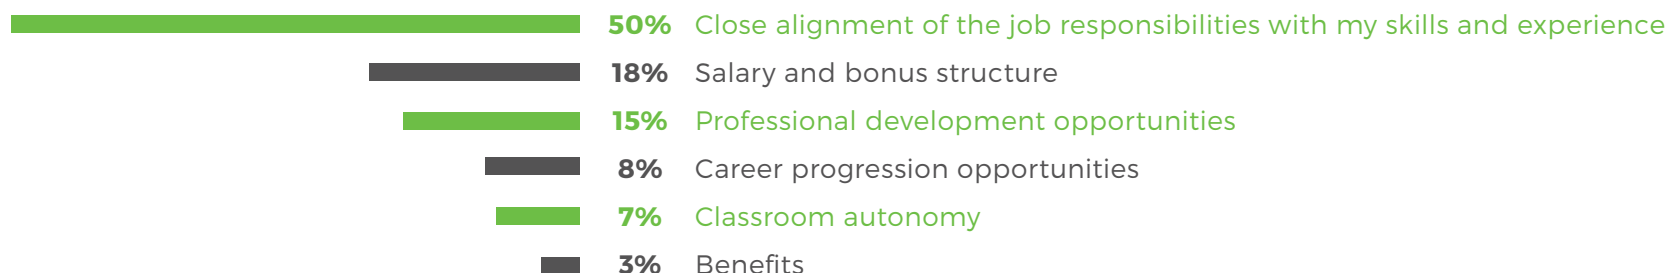 50% Close alignment of the job responsibilities with my skills and experience
18% Salary and bonus structure
15% Professional development opportunities
8% Career progression opportunities
7% Classroom autonomy
3% Benefits